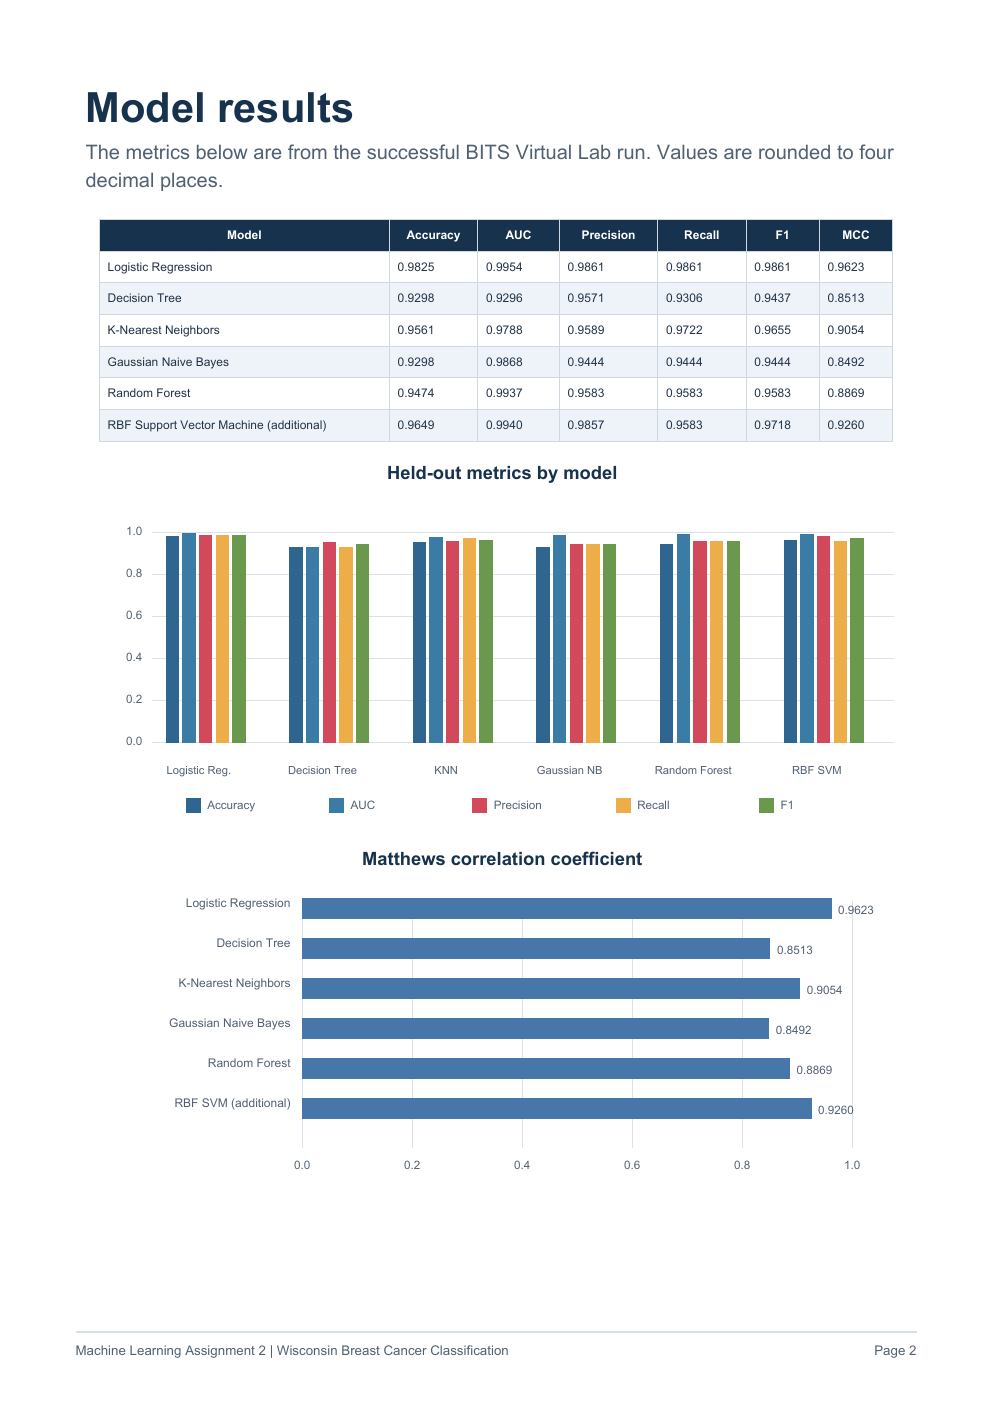 Model results
The metrics below are from the successful BITS Virtual Lab run. Values are rounded to four
decimal places.
Model Accuracy AUC Precision Recall F1 MCC
Logistic Regression 0.9825 0.9954 0.9861 0.9861 0.9861 0.9623
Decision Tree 0.9298 0.9296 0.9571 0.9306 0.9437 0.8513
K-Nearest Neighbors 0.9561 0.9788 0.9589 0.9722 0.9655 0.9054
Gaussian Naive Bayes 0.9298 0.9868 0.9444 0.9444 0.9444 0.8492
Random Forest 0.9474 0.9937 0.9583 0.9583 0.9583 0.8869
RBF Support Vector Machine (additional) 0.9649 0.9940 0.9857 0.9583 0.9718 0.9260
Held-out metrics by model
1.0
0.8
0.6
0.4
0.2
0.0
Logistic Reg. Decision Tree KNN Gaussian NB Random Forest RBF SVM
Accuracy AUC Precision Recall F1
Matthews correlation coefficient
Logistic Regression 0.9623
Decision Tree 0.8513
K-Nearest Neighbors 0.9054
Gaussian Naive Bayes 0.8492
Random Forest 0.8869
RBF SVM (additional) 0.9260
0.0 0.2 0.4 0.6 0.8 1.0
Machine Learning Assignment 2 | Wisconsin Breast Cancer Classification Page 2